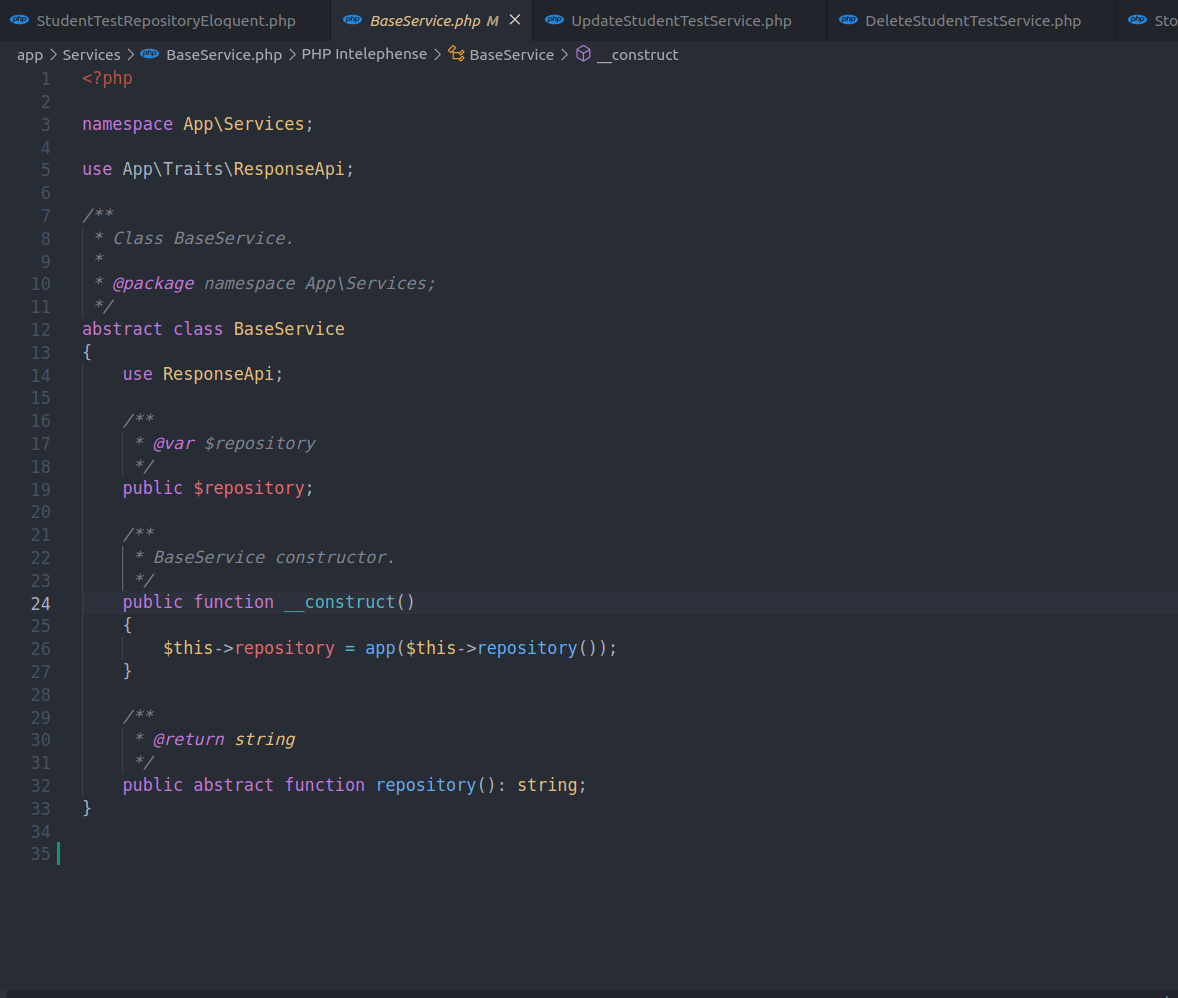 StudentTestRepositoryEloquent.php BaseService.php M × UpdateStudentTestService.php DeleteStudentTestService.php Sto
app > Services > BaseService.php > PHP Intelephense > BaseService > __construct
1 <?php
2
3 namespace App\Services;
4
5 use App\Traits\ResponseApi;
6
7 /**
8  * Class BaseService.
9  *
10  * @package namespace App\Services;
11  */
12 abstract class BaseService
13 {
14     use ResponseApi;
15
16     /**
17      * @var $repository
18      */
19     public $repository;
20
21     /**
22      * BaseService constructor.
23      */
24     public function __construct()
25     {
26         $this->repository = app($this->repository());
27     }
28
29     /**
30      * @return string
31      */
32     public abstract function repository(): string;
33 }
34
35